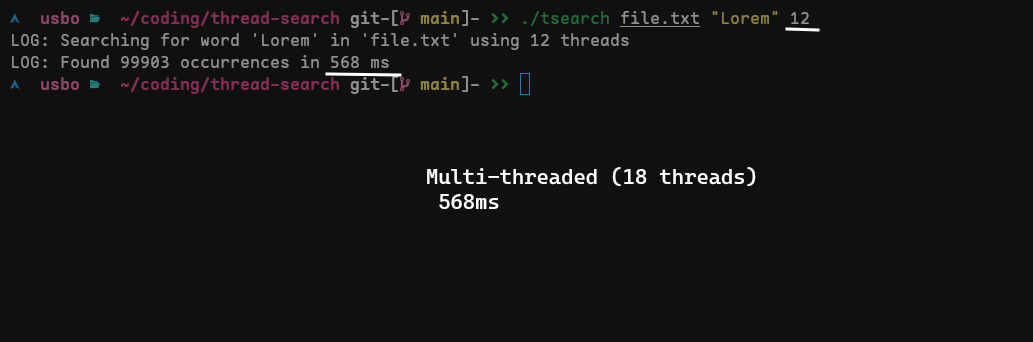 usbo ~/coding/thread-search git-[ main]- >> ./tsearch file.txt "Lorem" 12
LOG: Searching for word 'Lorem' in 'file.txt' using 12 threads
LOG: Found 99903 occurrences in 568 ms
usbo ~/coding/thread-search git-[ main]- >>
Multi-threaded (18 threads)
568ms